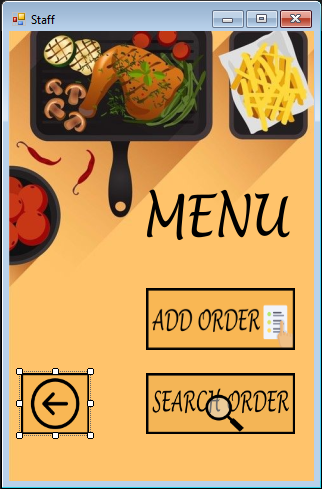 Staff
MENU
ADD ORDER
SEARCH ORDER